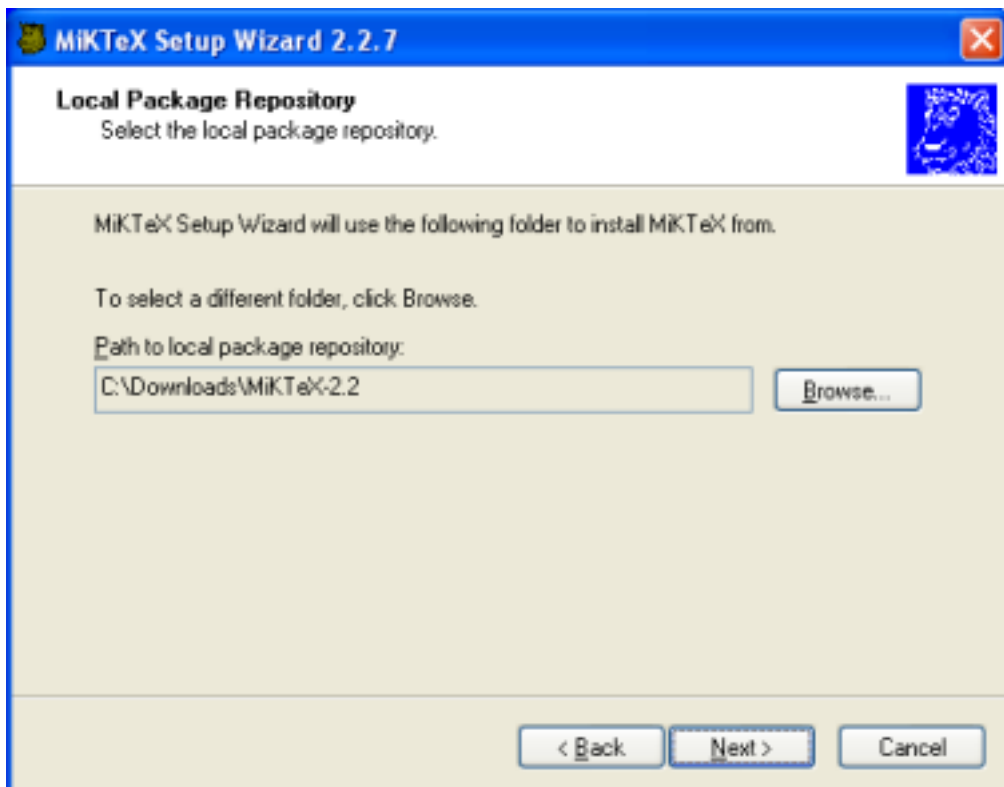 MiKTeX Setup Wizard 2.2.7
Local Package Repository
Select the local package repository.
MiKTeX Setup Wizard will use the following folder to install MiKTeX from.
To select a different folder, click Browse.
Path to local package repository:
C:\Downloads\MiKTeX-2.2
Browse...
< Back
Next >
Cancel